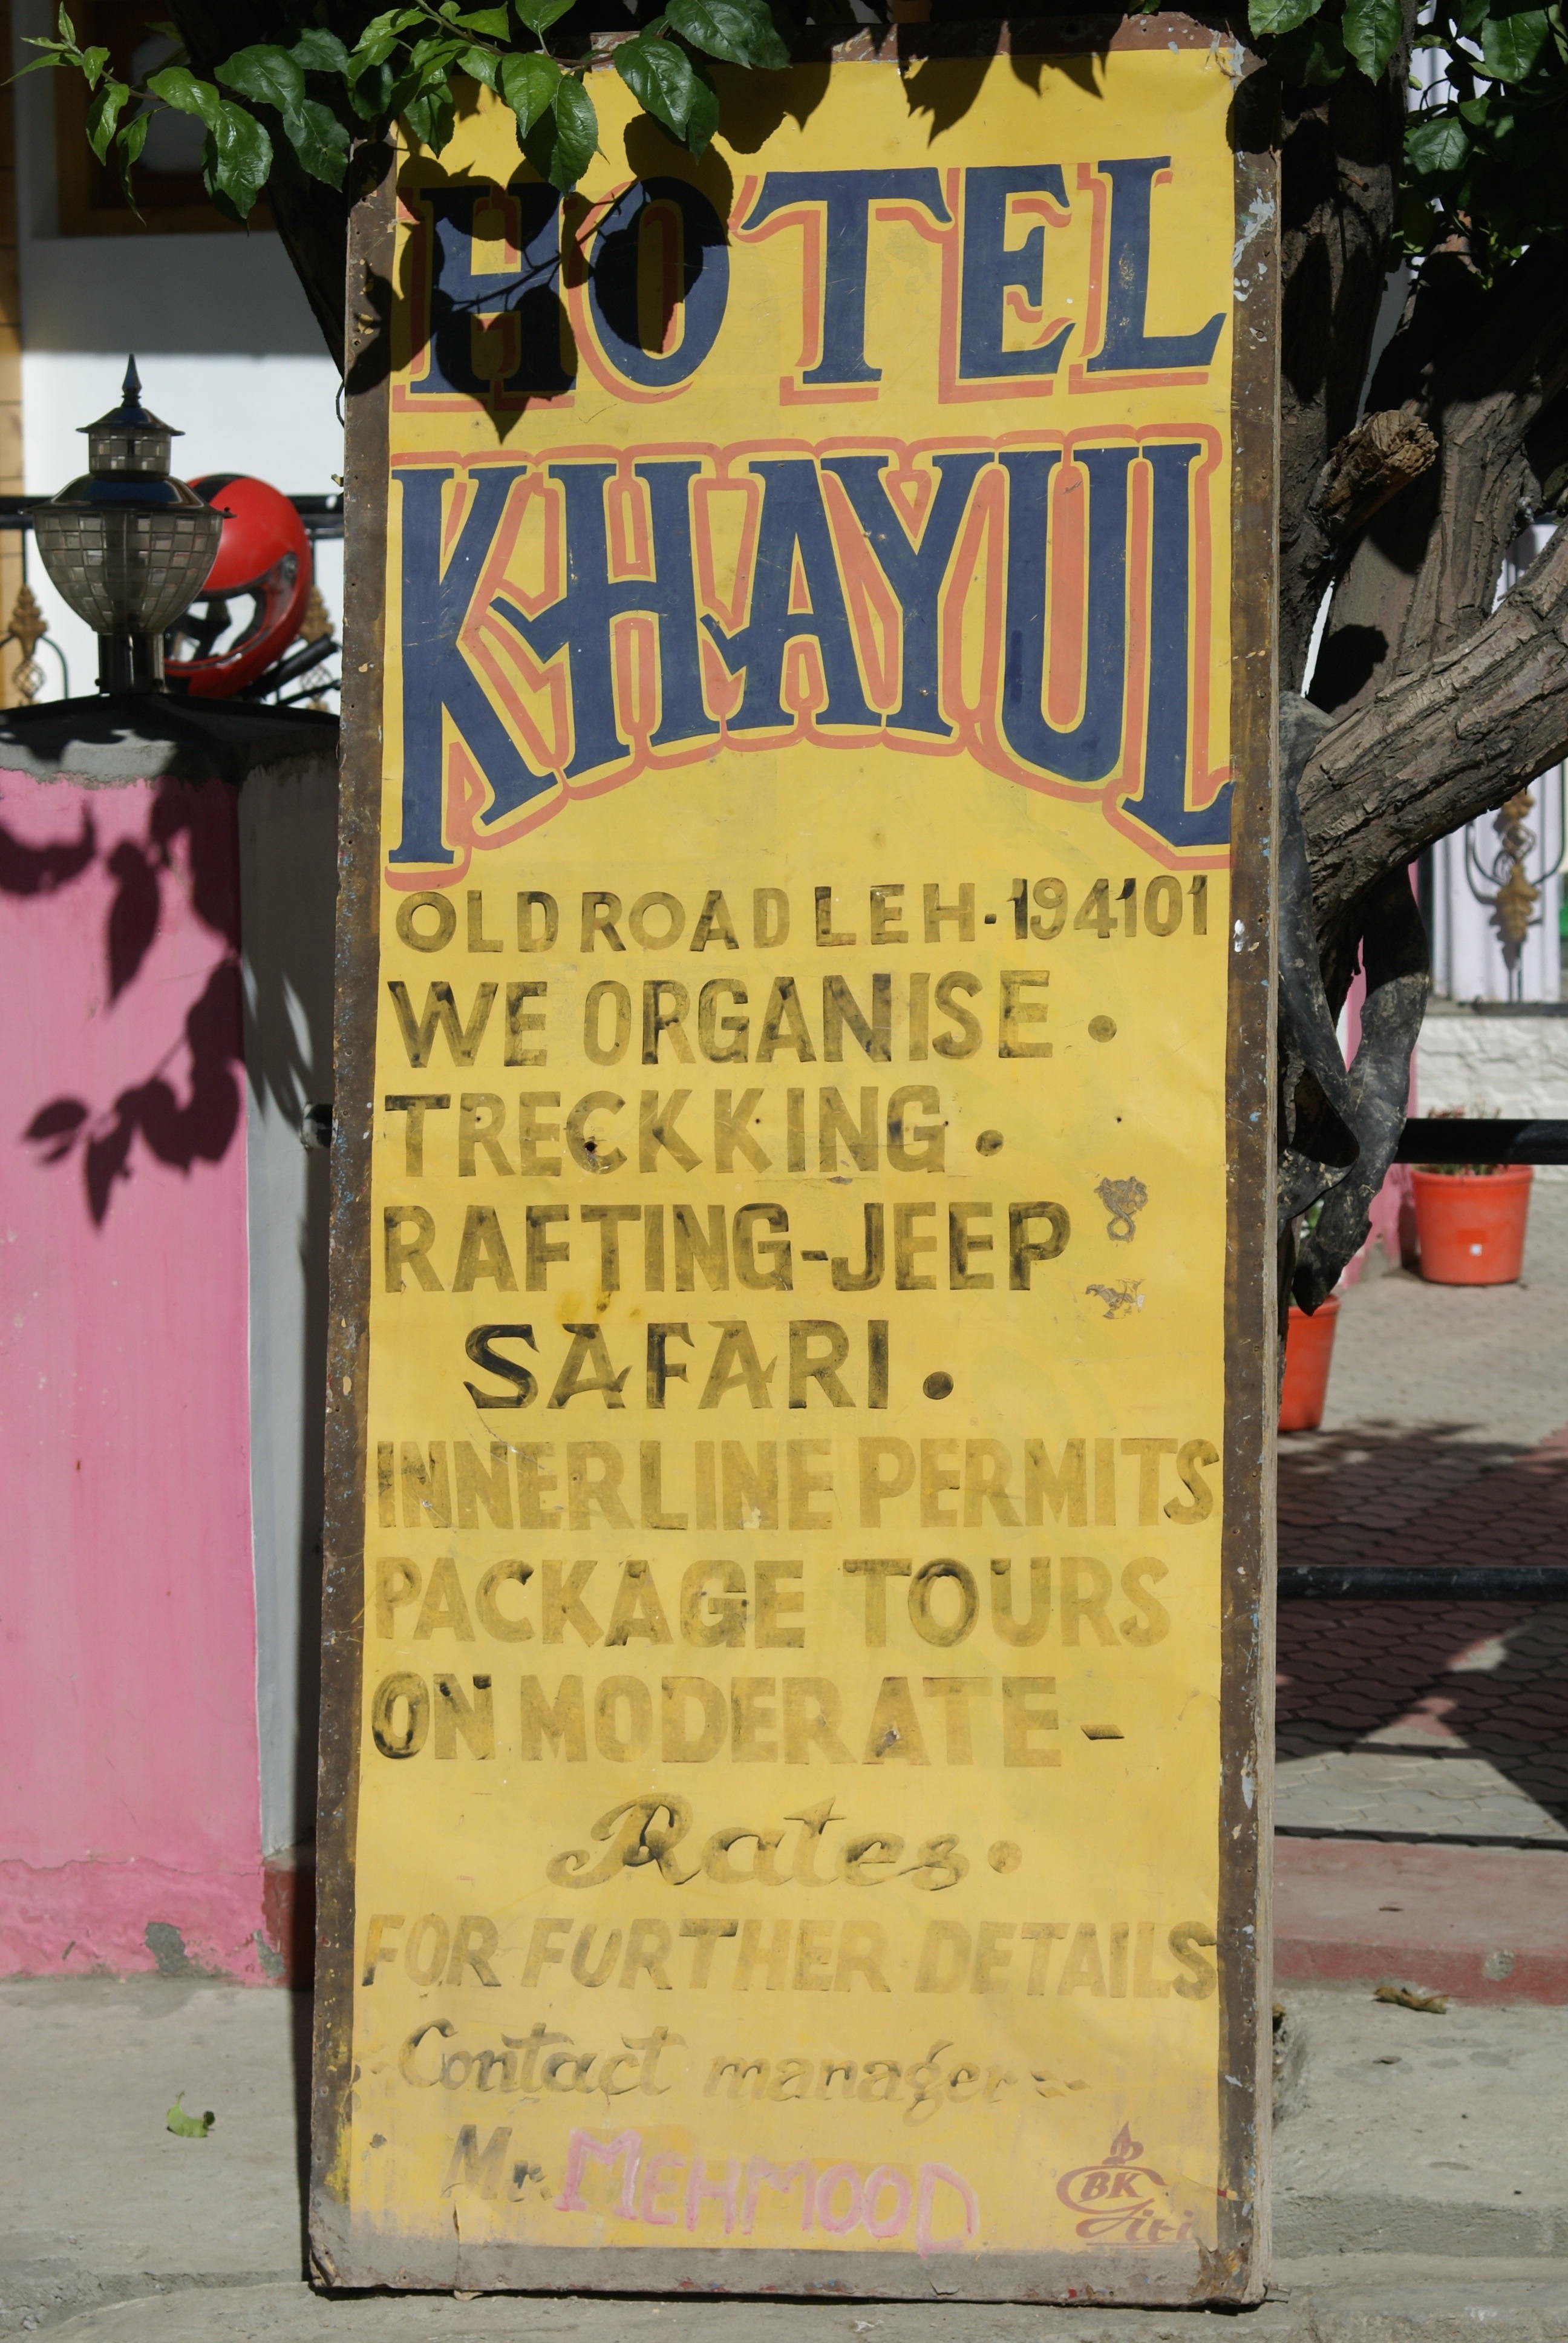 HOTEL
KHAYUL
OLD ROAD LEH-194101
WE ORGANISE.
TRECKKING.
RAFTING-JEEP
SAFARI.
INNERLINE PERMITS
PACKAGE TOURS
ON MODERATE-
Rates.
FOR FURTHER DETAILS
Contact manager:-
Mr. MEHMOOD
BK
Jiri